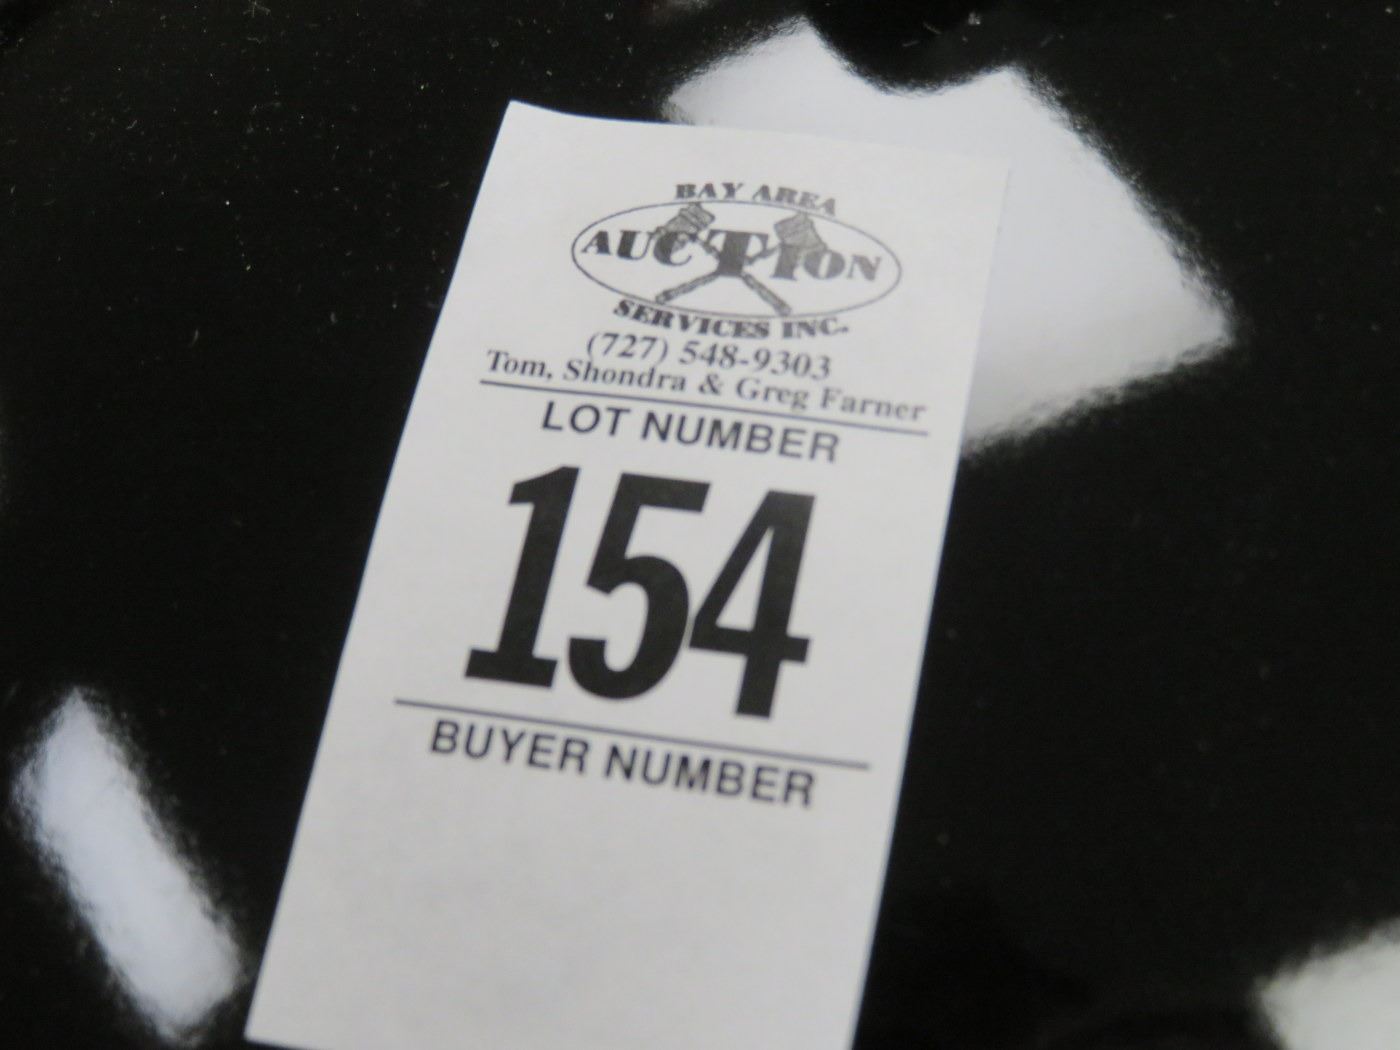 BAY AREA
AUCTION
SERVICES INC.
(727) 548-9303
Tom, Shondra & Greg Farner
LOT NUMBER
154
BUYER NUMBER